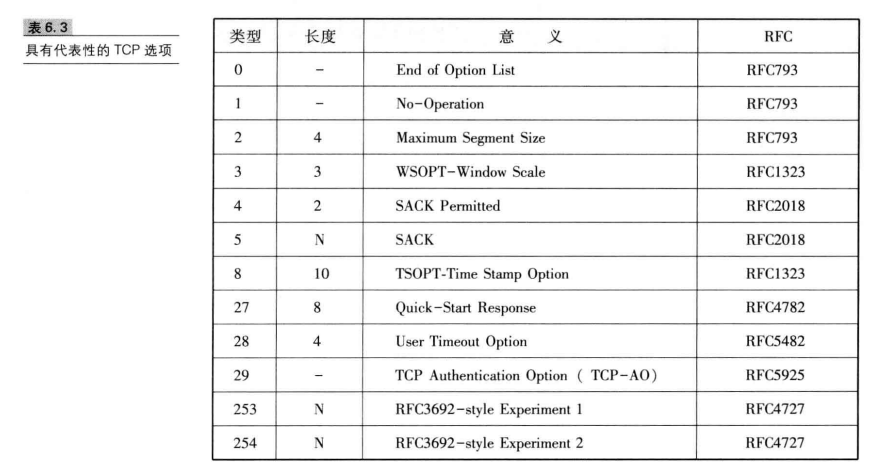 表6.3
具有代表性的 TCP 选项
类型 长度 意 义 RFC
0 - End of Option List RFC793
1 - No-Operation RFC793
2 4 Maximum Segment Size RFC793
3 3 WSOPT-Window Scale RFC1323
4 2 SACK Permitted RFC2018
5 N SACK RFC2018
8 10 TSOPT-Time Stamp Option RFC1323
27 8 Quick-Start Response RFC4782
28 4 User Timeout Option RFC5482
29 - TCP Authentication Option ( TCP-AO) RFC5925
253 N RFC3692-style Experiment 1 RFC4727
254 N RFC3692-style Experiment 2 RFC4727